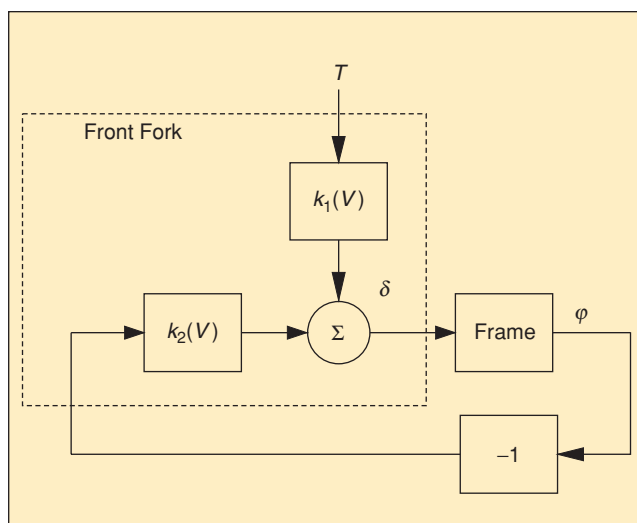 T
Front Fork
k₁(V)
δ
k₂(V)
Σ
Frame
φ
−1